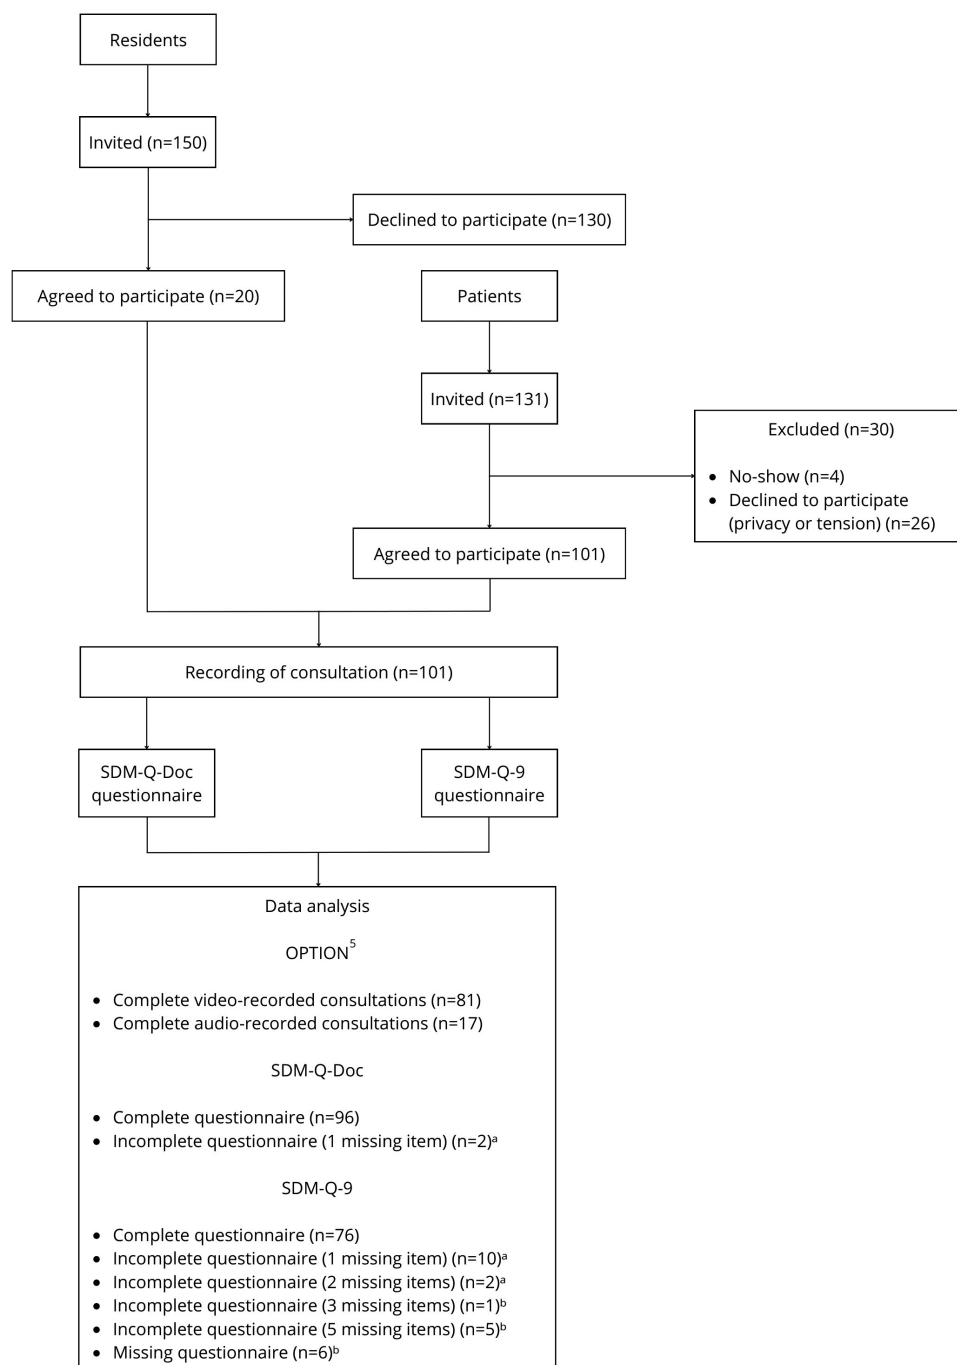 Residents
Invited (n=150)
Declined to participate (n=130)
Agreed to participate (n=20)
Patients
Invited (n=131)
Excluded (n=30)
• No-show (n=4)
• Declined to participate
(privacy or tension) (n=26)
Agreed to participate (n=101)
Recording of consultation (n=101)
SDM-Q-Doc
questionnaire
SDM-Q-9
questionnaire
Data analysis
OPTION⁵
• Complete video-recorded consultations (n=81)
• Complete audio-recorded consultations (n=17)
SDM-Q-Doc
• Complete questionnaire (n=96)
• Incomplete questionnaire (1 missing item) (n=2)ᵃ
SDM-Q-9
• Complete questionnaire (n=76)
• Incomplete questionnaire (1 missing item) (n=10)ᵃ
• Incomplete questionnaire (2 missing items) (n=2)ᵃ
• Incomplete questionnaire (3 missing items) (n=1)ᵇ
• Incomplete questionnaire (5 missing items) (n=5)ᵇ
• Missing questionnaire (n=6)ᵇ